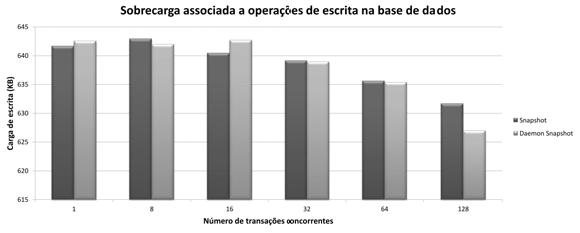 Sobrecarga associada a operações de escrita na base de dados
Carga de escrita (KB)
645
640
635
630
625
620
615
1 8 16 32 64 128
Número de transações concorrentes
Snapshot
Daemon Snapshot